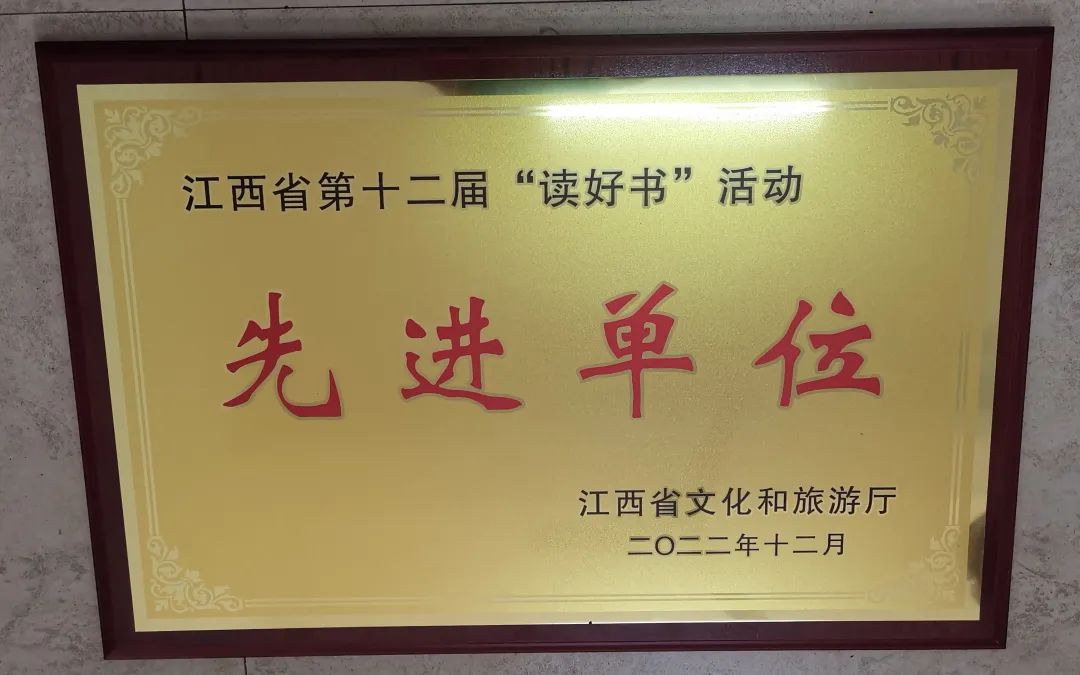 江西省第十二届“读好书”活动
先进单位
江西省文化和旅游厅
二〇二二年十二月